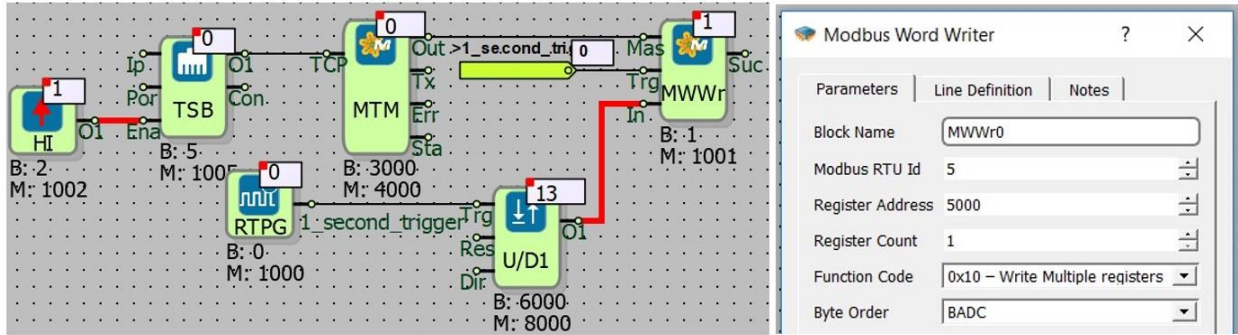 0
0
1
Ip
O1
TCP
Out
>1_second_tri
0
Mas
Suc
1
Por
TSB
Con
MTM
Tx
Trg
MWWr
HI
O1
Ena
Err
In
B: 2
M: 1002
B: 5
M: 1005
Sta
B: 3000
M: 4000
B: 1
M: 1001
0
13
RTPG
1_second_trigger
Trg
O1
B: 0
M: 1000
Res
U/D1
Dir
B: 6000
M: 8000
Modbus Word Writer
?
Parameters
Line Definition
Notes
Block Name
MWWr0
Modbus RTU Id
5
Register Address
5000
Register Count
1
Function Code
0x10 – Write Multiple registers
Byte Order
BADC